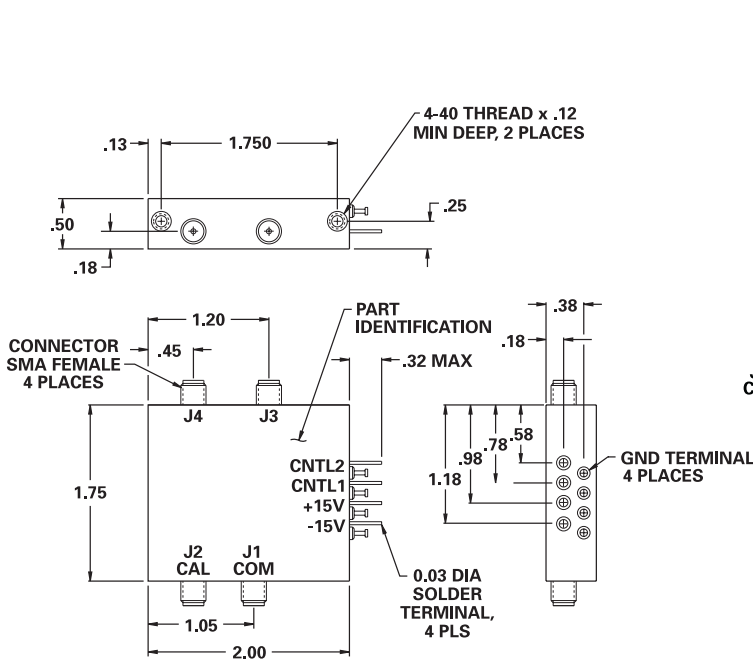 4-40 THREAD x .12
MIN DEEP, 2 PLACES
.13
1.750
.50
.25
.18
1.20
PART
IDENTIFICATION
.38
CONNECTOR
SMA FEMALE
4 PLACES
.45
.32 MAX
.18
J4
J3
CNTL2
CNTL1
+15V
-15V
1.75
.58
.78
.98
1.18
GND TERMINAL
4 PLACES
J2
CAL
J1
COM
0.03 DIA
SOLDER
TERMINAL,
4 PLS
1.05
2.00